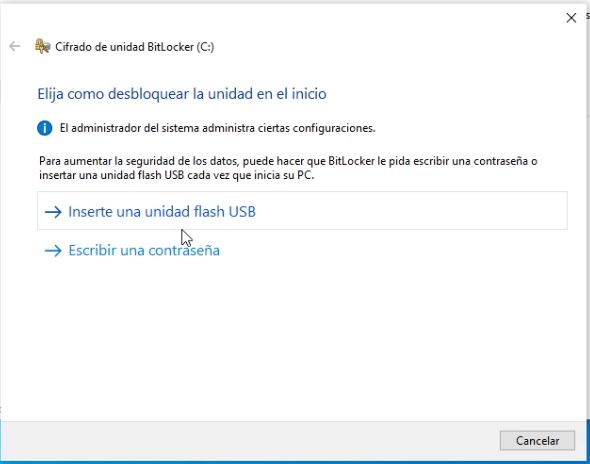 Cifrado de unidad BitLocker (C:)
Elija como desbloquear la unidad en el inicio
El administrador del sistema administra ciertas configuraciones.
Para aumentar la seguridad de los datos, puede hacer que BitLocker le pida escribir una contraseña o
insertar una unidad flash USB cada vez que inicia su PC.
Inserte una unidad flash USB
Escribir una contraseña
Cancelar